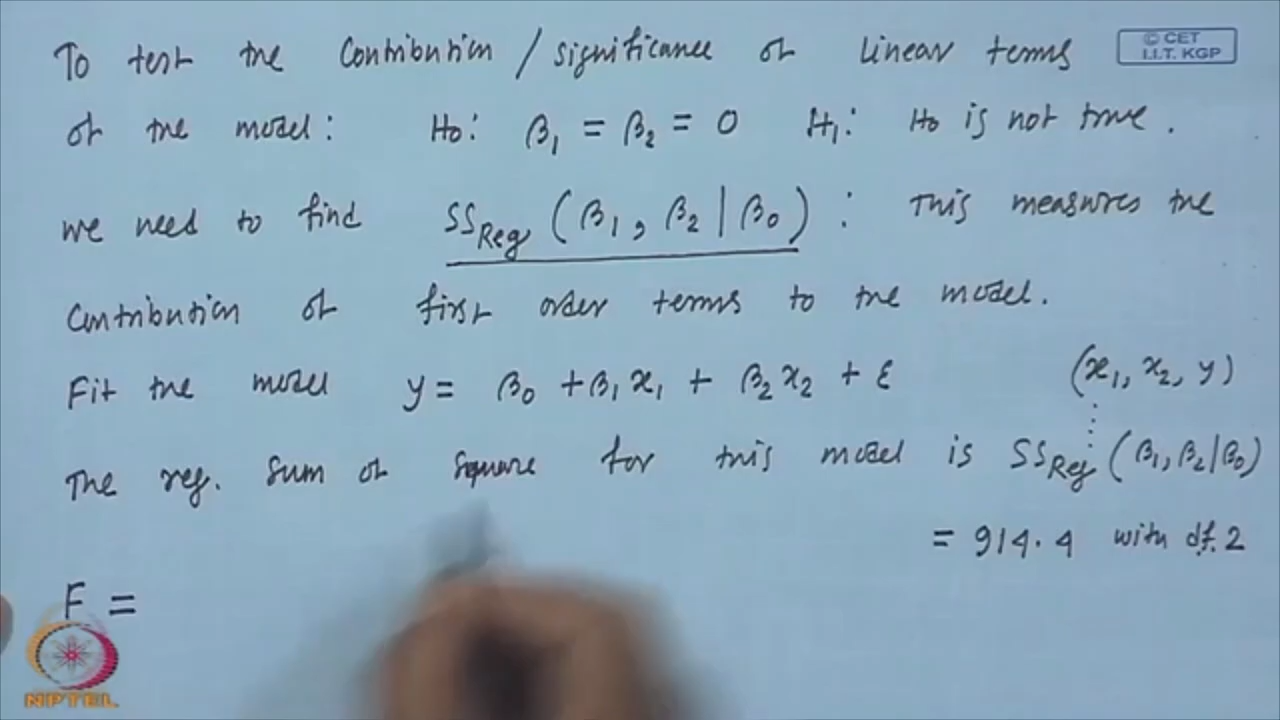 To test the Contribution / significance of linear terms
© CET
I.I.T. KGP
of the model : H₀: β₁ = β₂ = 0 H₁: H₀ is not true.
we need to find SS_Reg (β₁, β₂ | β₀) : This measures the
Contribution of first order terms to the model.
Fit the model y = β₀ + β₁x₁ + β₂x₂ + ε (x₁, x₂, y)
The reg. Sum of Square for this model is SS_Reg (β₁, β₂ | β₀)
= 914.4 with df. 2
F =
NPTEL